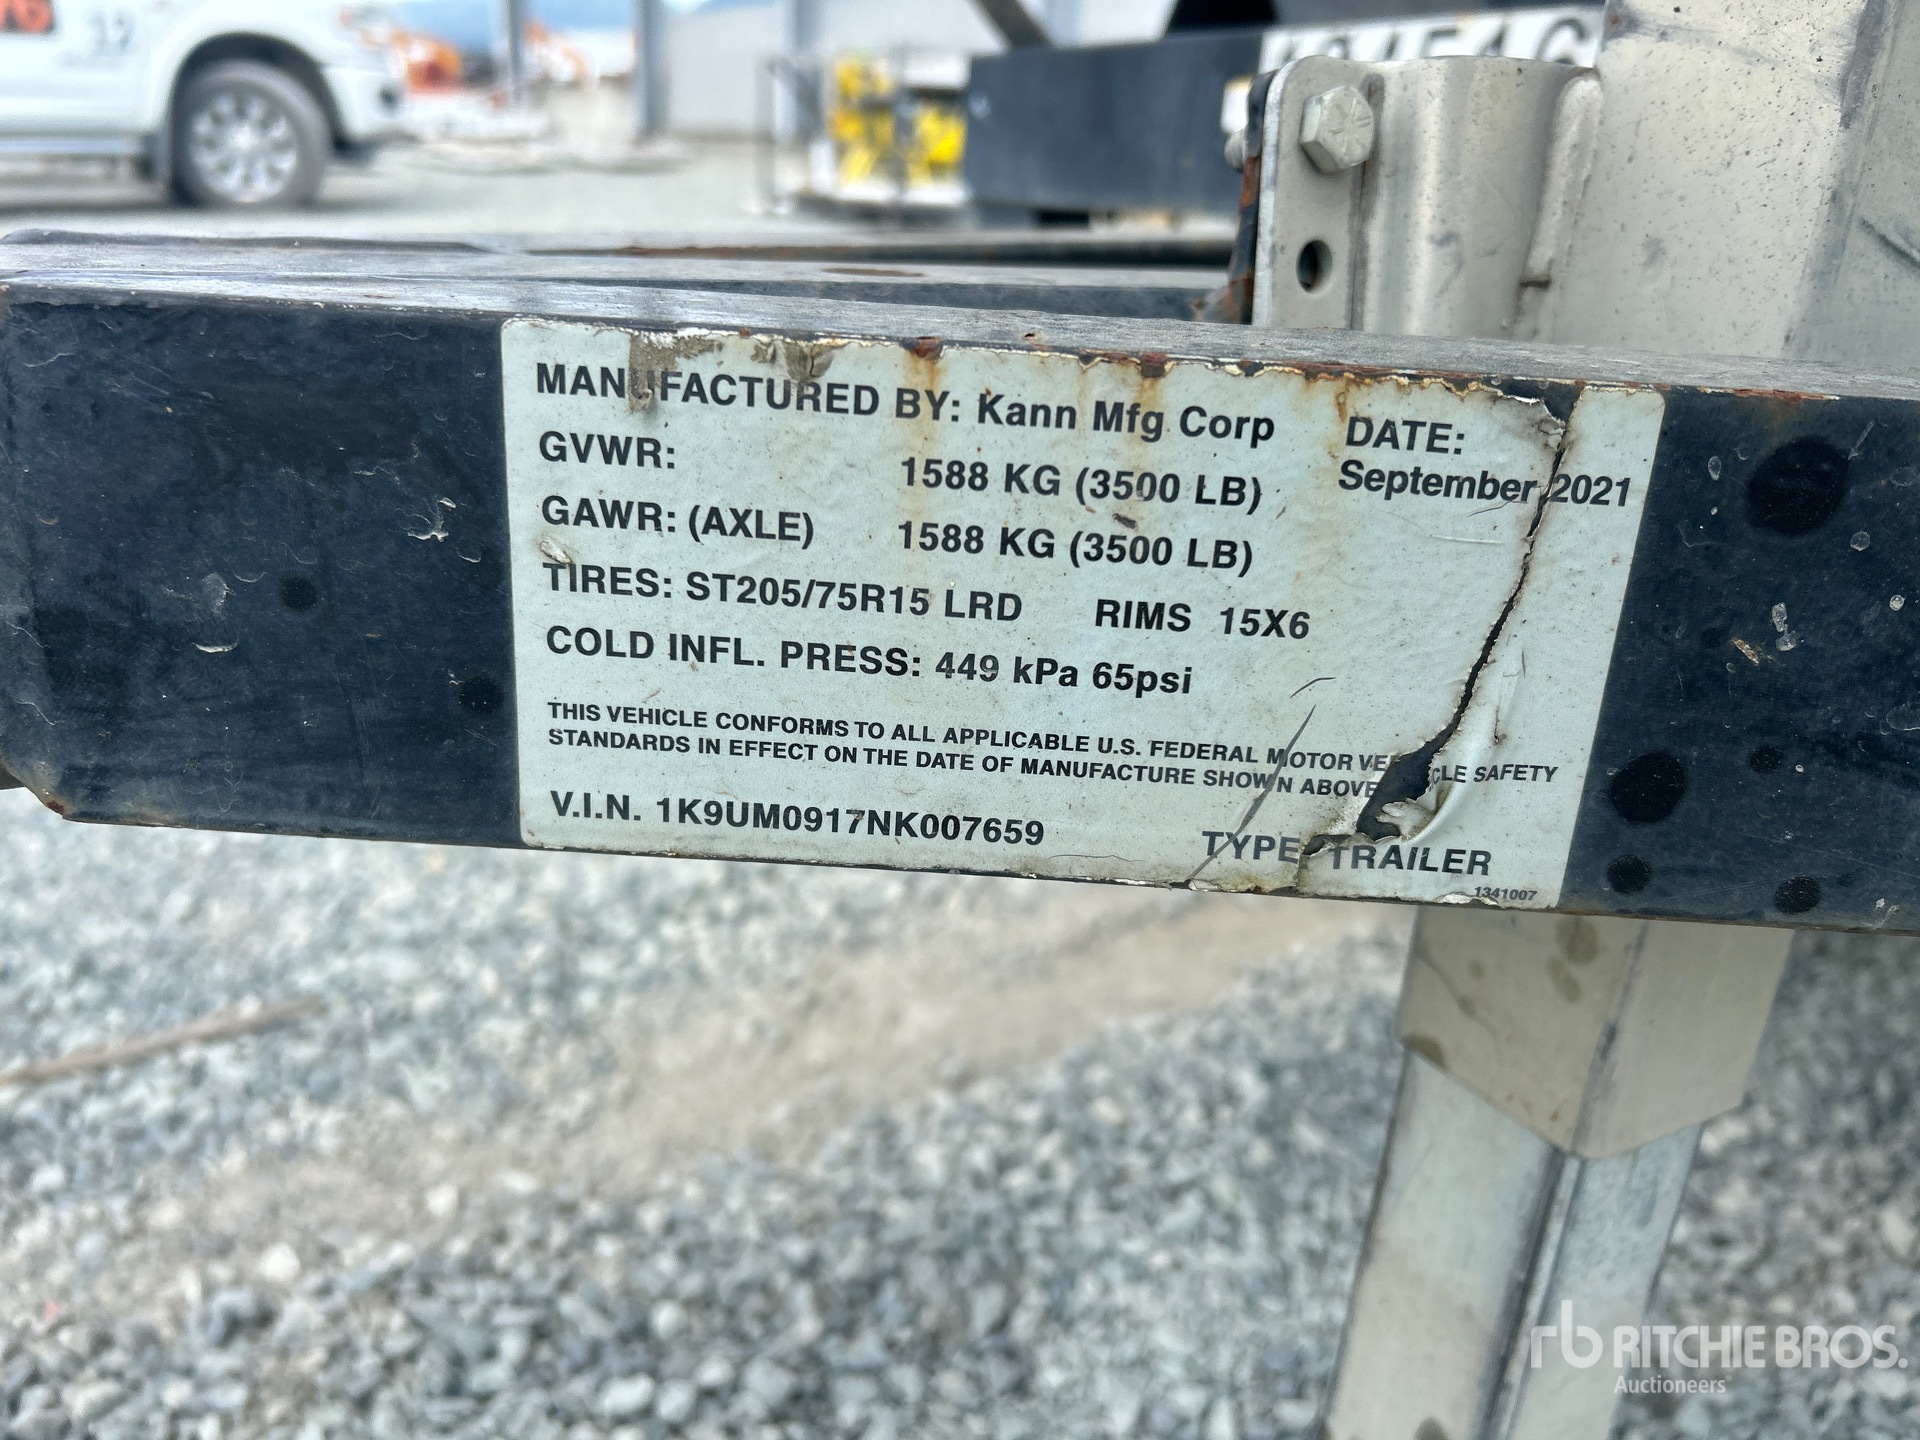 MANUFACTURED BY: Kann Mfg Corp DATE:
GVWR: 1588 KG (3500 LB) September 2021
GAWR: (AXLE) 1588 KG (3500 LB)
TIRES: ST205/75R15 LRD RIMS 15X6
COLD INFL. PRESS: 449 kPa 65psi
THIS VEHICLE CONFORMS TO ALL APPLICABLE U.S. FEDERAL MOTOR VEHICLE SAFETY
STANDARDS IN EFFECT ON THE DATE OF MANUFACTURE SHOWN ABOVE
V.I.N. 1K9UM0917NK007659 TYPE: TRAILER
1341007
rb RITCHIE BROS.
Auctioneers